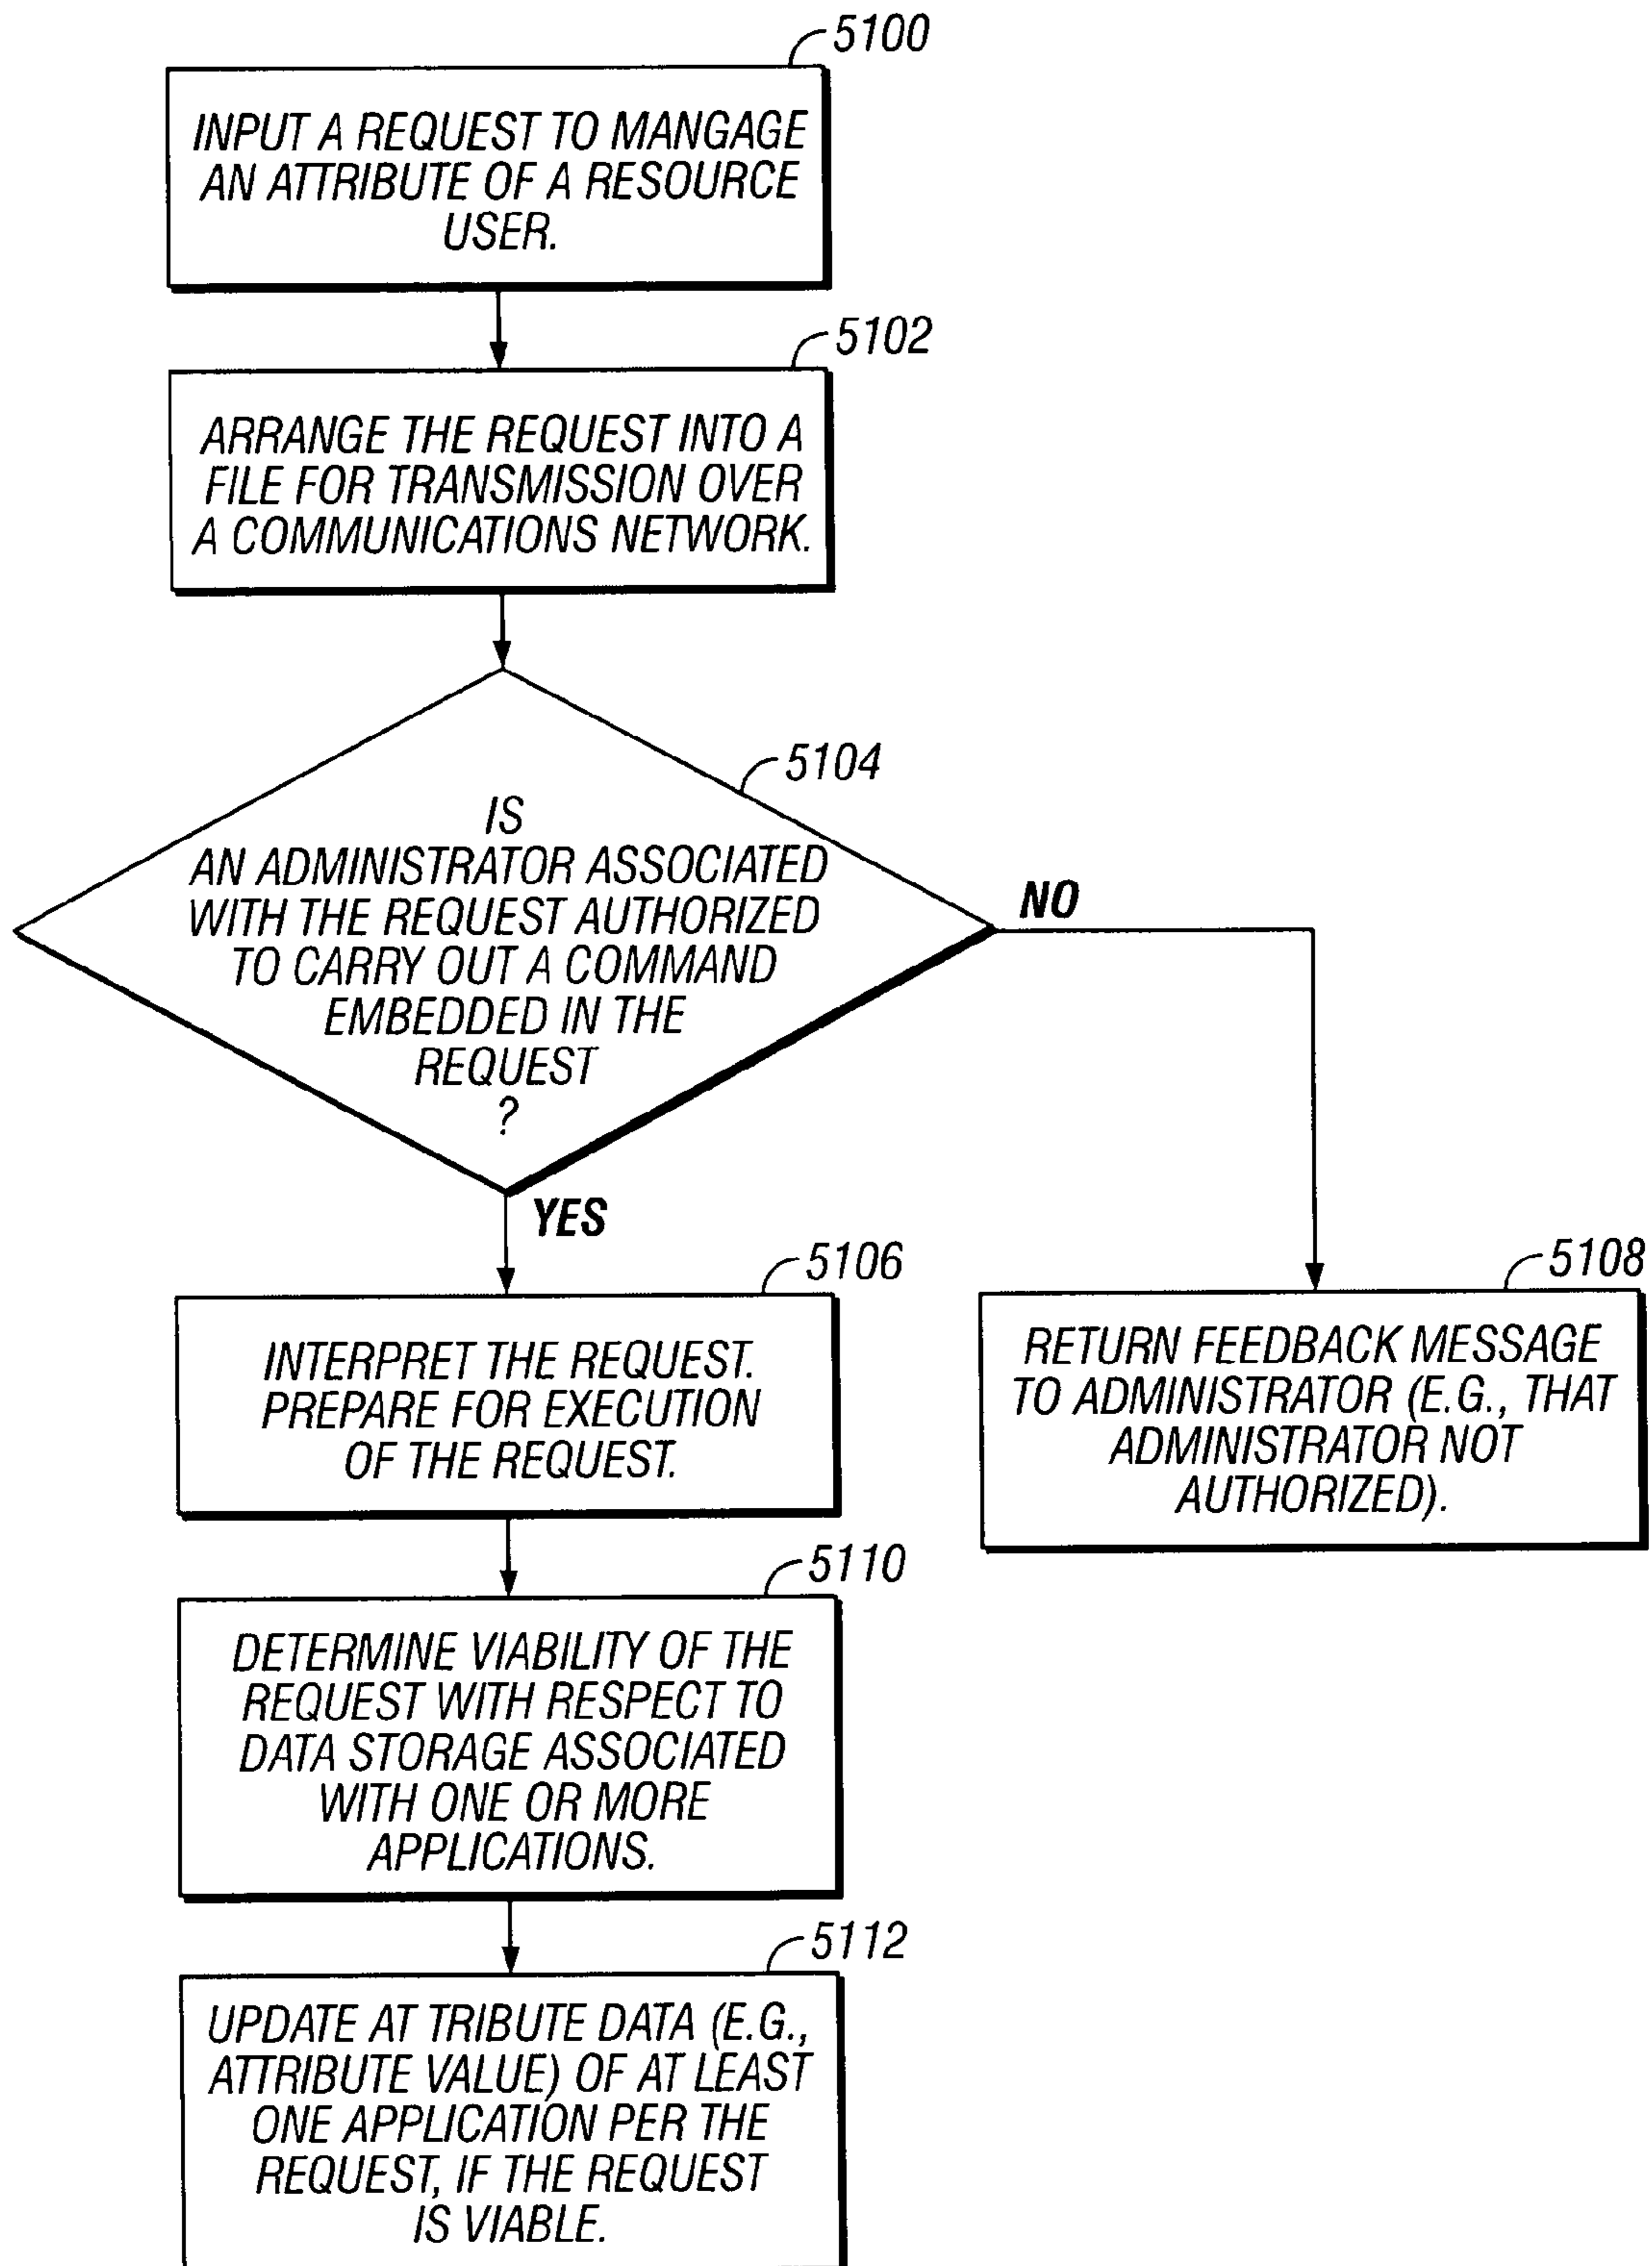 5100
INPUT A REQUEST TO MANGAGE
AN ATTRIBUTE OF A RESOURCE
USER.
5102
ARRANGE THE REQUEST INTO A
FILE FOR TRANSMISSION OVER
A COMMUNICATIONS NETWORK.
5104
IS
AN ADMINISTRATOR ASSOCIATED
WITH THE REQUEST AUTHORIZED
TO CARRY OUT A COMMAND
EMBEDDED IN THE
REQUEST
?
NO
YES
5106
INTERPRET THE REQUEST.
PREPARE FOR EXECUTION
OF THE REQUEST.
5108
RETURN FEEDBACK MESSAGE
TO ADMINISTRATOR (E.G., THAT
ADMINISTRATOR NOT
AUTHORIZED).
5110
DETERMINE VIABILITY OF THE
REQUEST WITH RESPECT TO
DATA STORAGE ASSOCIATED
WITH ONE OR MORE
APPLICATIONS.
5112
UPDATE AT TRIBUTE DATA (E.G.,
ATTRIBUTE VALUE) OF AT LEAST
ONE APPLICATION PER THE
REQUEST, IF THE REQUEST
IS VIABLE.